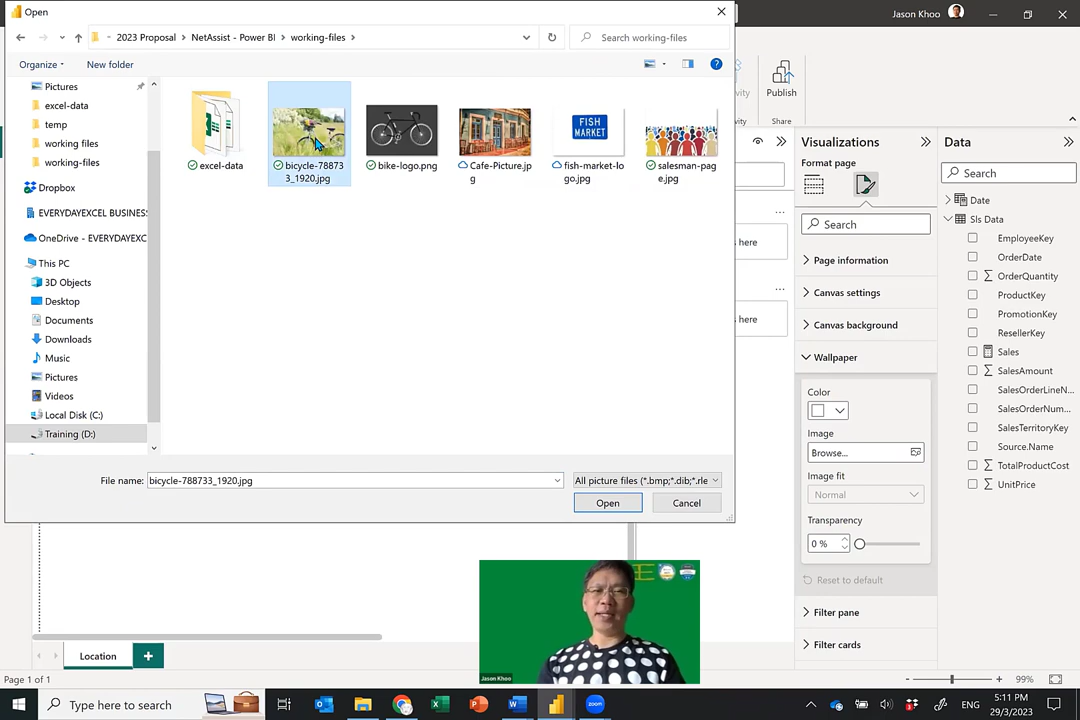 Open
Jason Khoo
2023 Proposal
NetAssist - Power BI
working-files
Search working-files
Organize
New folder
Pictures
excel-data
temp
working files
working-files
Dropbox
EVERYDAYEXCEL BUSINESS
OneDrive - EVERYDAYEXC
This PC
3D Objects
Desktop
Documents
Downloads
Music
Pictures
Videos
Local Disk (C:)
Training (D:)
excel-data
bicycle-78873
3_1920.jpg
bike-logo.png
Cafe-Picture.jp
g
FISH
MARKET
fish-market-lo
go.jpg
salesman-pag
e.jpg
File name:
bicycle-788733_1920.jpg
All picture files (*.bmp;*.dib;*.rle
Open
Cancel
Publish
Share
Visualizations
Format page
Search
Page information
Canvas settings
Canvas background
Wallpaper
Color
Image
Browse...
Image fit
Normal
Transparency
0 %
Reset to default
Filter pane
Filter cards
Data
Search
Date
Sls Data
EmployeeKey
OrderDate
OrderQuantity
ProductKey
PromotionKey
ResellerKey
Sales
SalesAmount
SalesOrderLineN...
SalesOrderNum...
SalesTerritoryKey
Source.Name
TotalProductCost
UnitPrice
here
here
Jason Khoo
Location
Page 1 of 1
99%
Type here to search
ENG
5:11 PM
29/3/2023